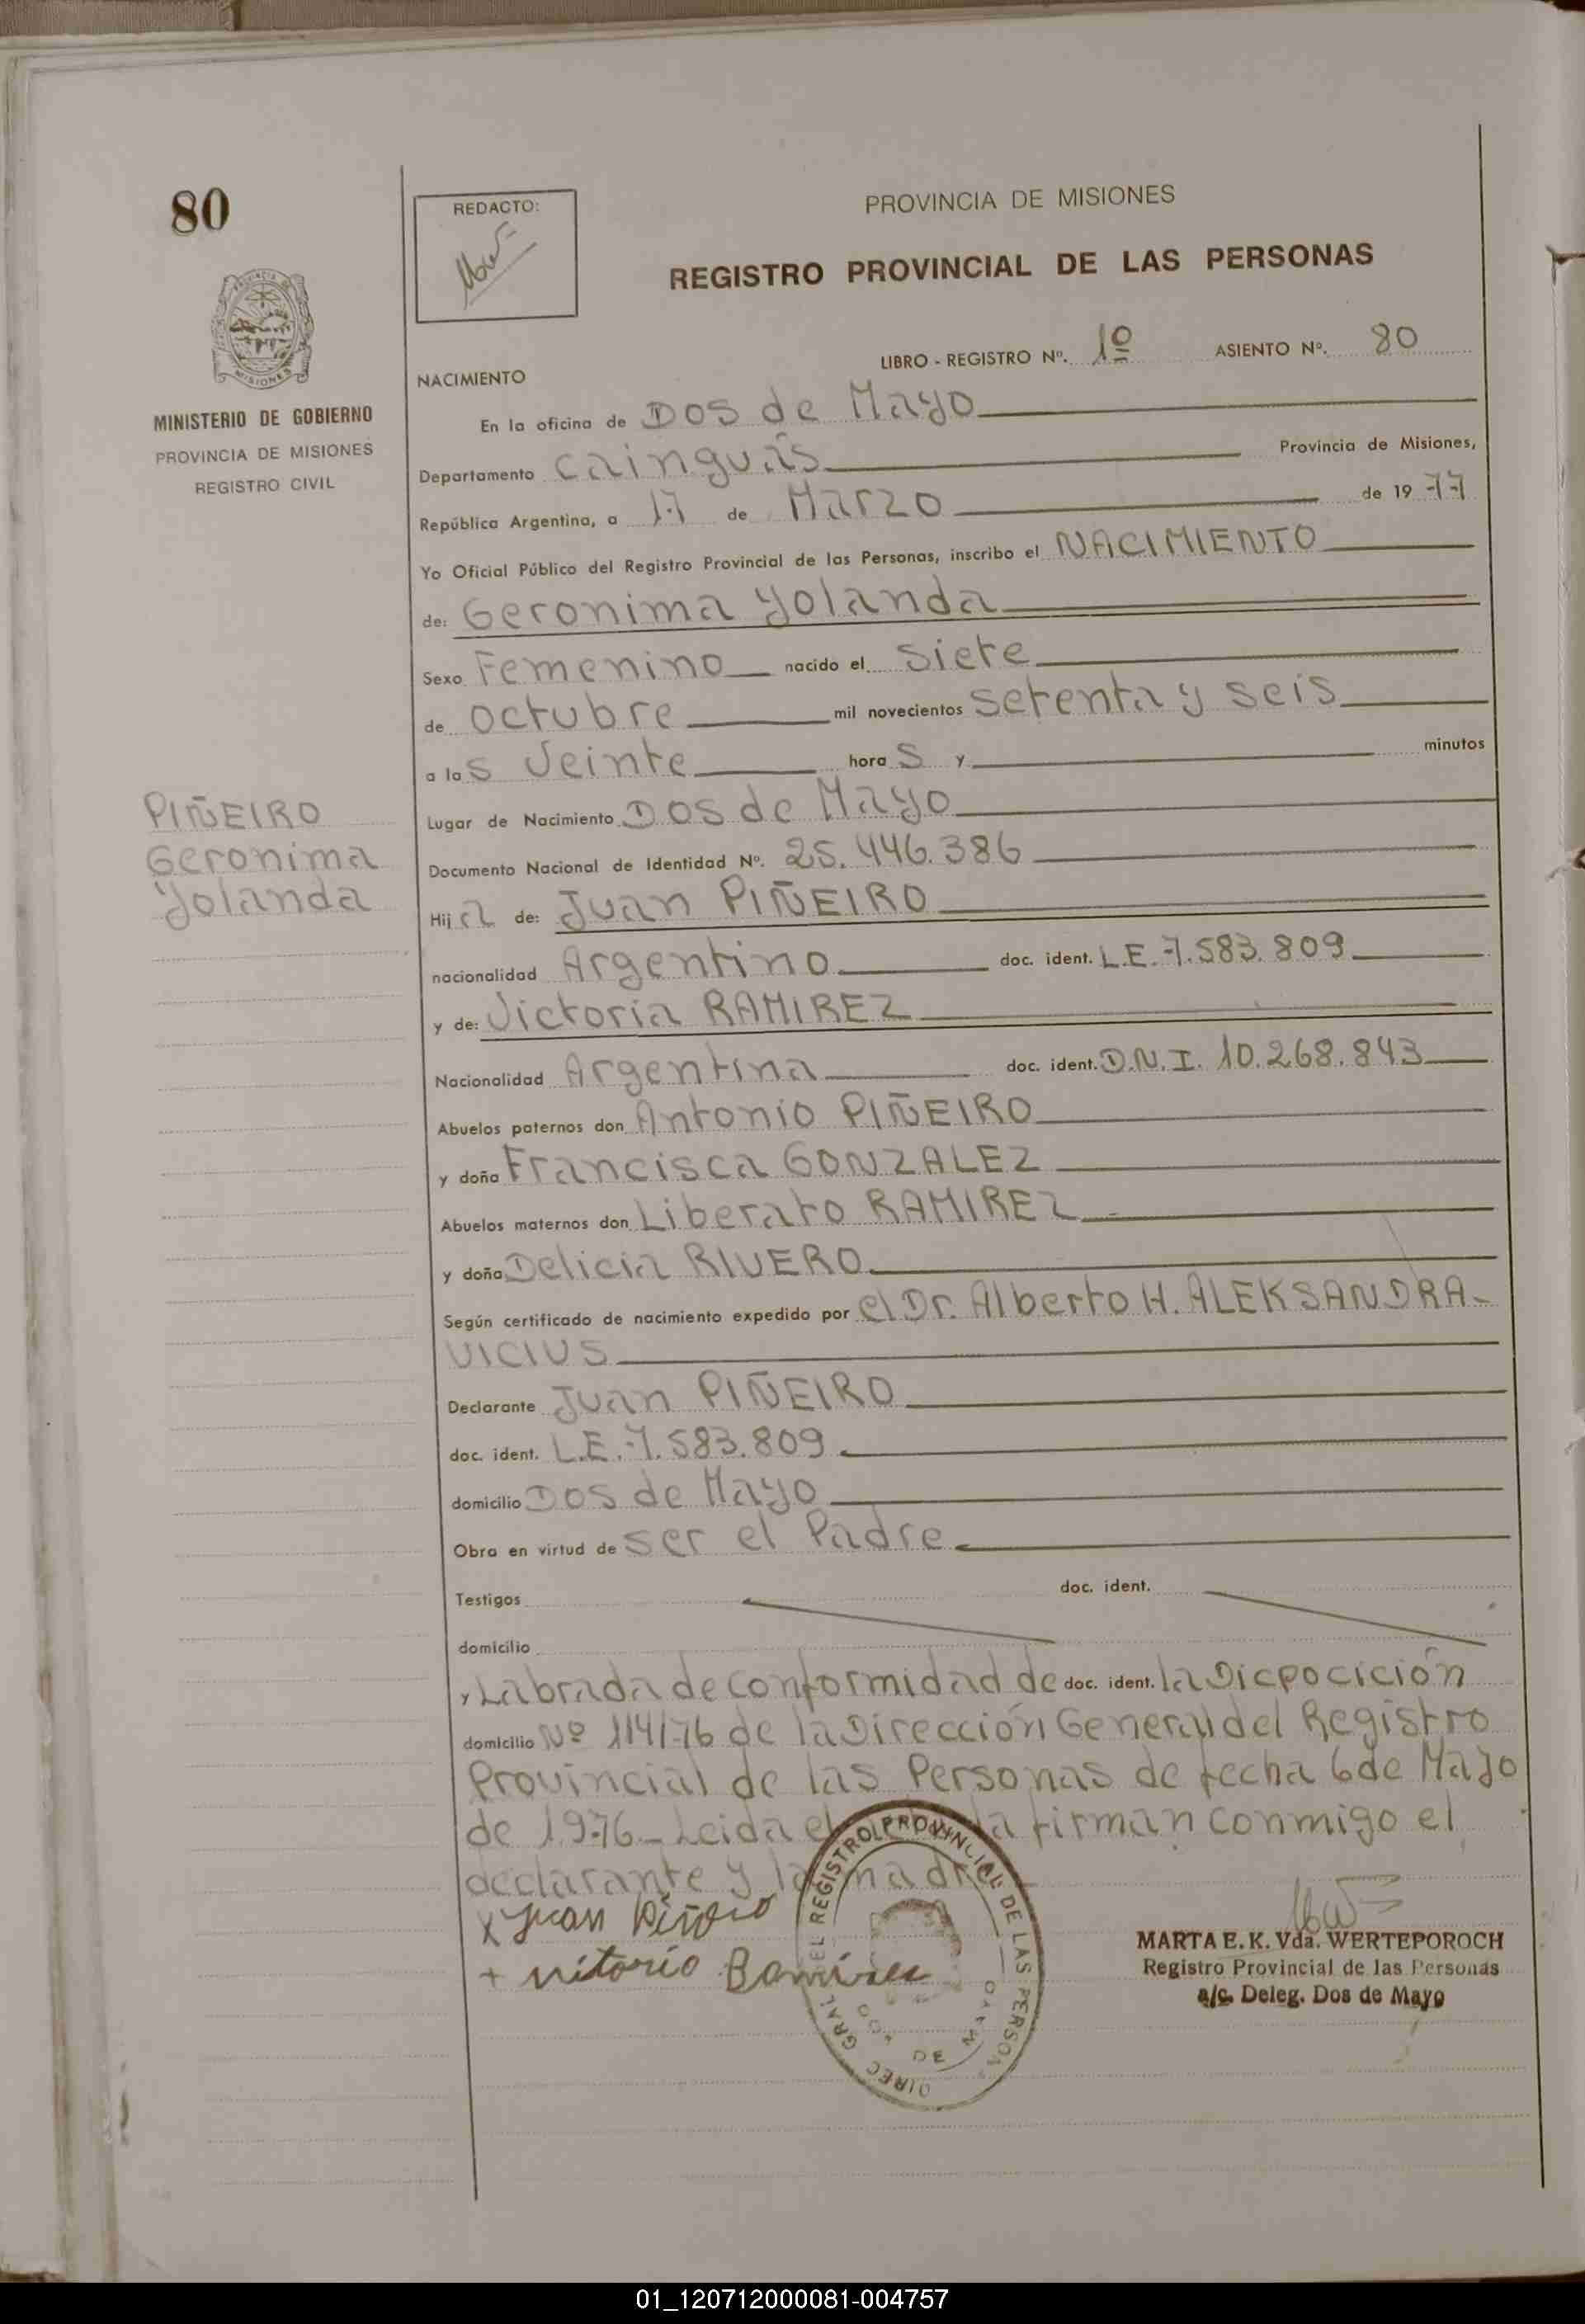 80
REDACTO:
PROVINCIA DE MISIONES
REGISTRO PROVINCIAL DE LAS PERSONAS
LIBRO - REGISTRO Nº. 1º ASIENTO Nº. 80
MISIONES
MINISTERIO DE GOBIERNO
PROVINCIA DE MISIONES
REGISTRO CIVIL
NACIMIENTO
En la oficina de Dos de Mayo
Departamento Cainguás Provincia de Misiones,
República Argentina, a 17 de Marzo de 1977
Yo Oficial Público del Registro Provincial de las Personas, inscribo el NACIMIENTO
de: Geronima Yolanda
Sexo Femenino nacido el Siete
de octubre mil novecientos setenta y seis
a las Veinte horas y minutos
PIÑEIRO
Geronima
Yolanda
Lugar de Nacimiento Dos de Mayo
Documento Nacional de Identidad Nº. 25.446.386
Hija de: Juan PIÑEIRO
nacionalidad Argentino doc. ident. L.E. 7.583.809
y de: Victoria RAMIREZ
Nacionalidad Argentina doc. ident. D.N.I. 10.268.843
Abuelos paternos don Antonio PIÑEIRO
y doña Francisca GONZALEZ
Abuelos maternos don Liberato RAMIREZ
y doña Delicia RIVERO
Según certificado de nacimiento expedido por el Dr. Alberto H. ALEKSANDRA-
VICIUS
Declarante Juan PIÑEIRO
doc. ident. L.E. 7.583.809
domicilio Dos de Mayo
Obra en virtud de ser el Padre
Testigos doc. ident.
domicilio
y Labrada de conformidad de doc. ident. la Dicpocición
domicilio Nº 114/76 de la Dirección General del Registro
Provincial de las Personas de fecha 6 de Mayo
de 1976_Leida el la firman conmigo el
declarante y la madre
x Juan Piñeiro
+ vitorio Ramires
DIREC GRAL DEL REGISTRO PROVINCIAL DE LAS PERSONAS
DOS DE MAYO
MARTA E. K. Vda. WERTEPOROCH
Registro Provincial de las Personas
a/c. Deleg. Dos de Mayo
01_120712000081-004757